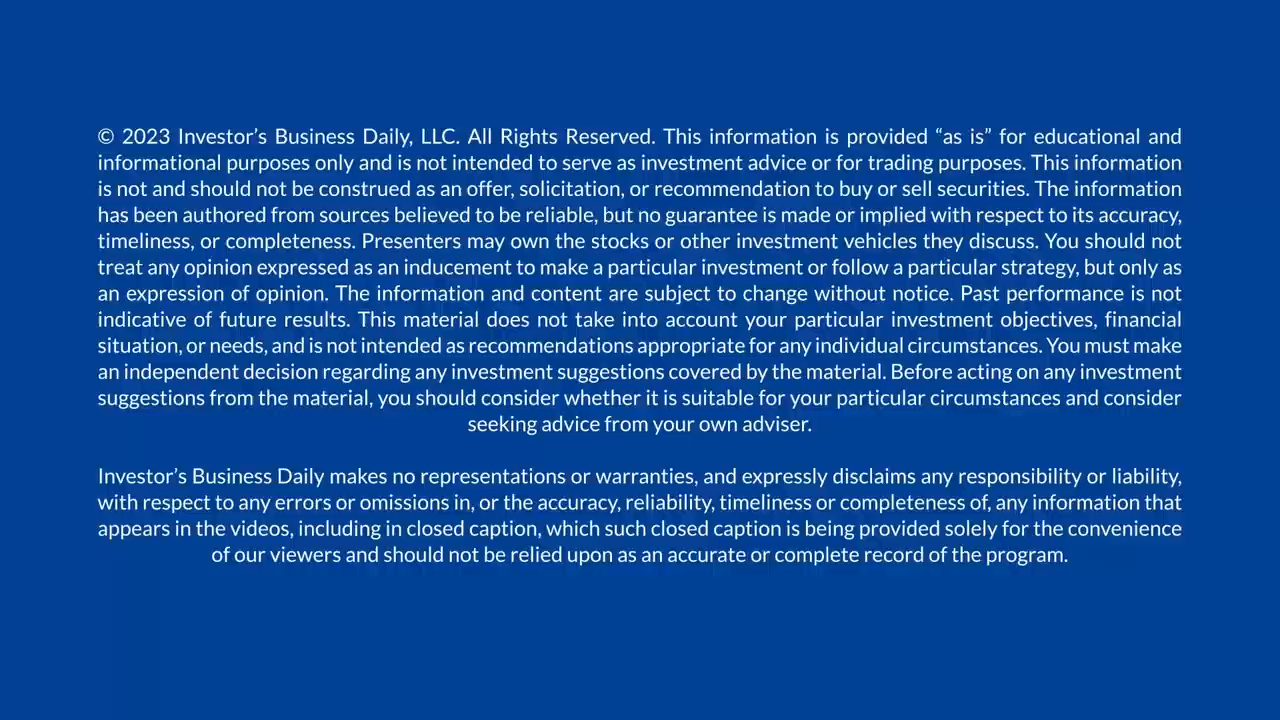 © 2023 Investor’s Business Daily, LLC. All Rights Reserved. This information is provided “as is” for educational and
informational purposes only and is not intended to serve as investment advice or for trading purposes. This information
is not and should not be construed as an offer, solicitation, or recommendation to buy or sell securities. The information
has been authored from sources believed to be reliable, but no guarantee is made or implied with respect to its accuracy,
timeliness, or completeness. Presenters may own the stocks or other investment vehicles they discuss. You should not
treat any opinion expressed as an inducement to make a particular investment or follow a particular strategy, but only as
an expression of opinion. The information and content are subject to change without notice. Past performance is not
indicative of future results. This material does not take into account your particular investment objectives, financial
situation, or needs, and is not intended as recommendations appropriate for any individual circumstances. You must make
an independent decision regarding any investment suggestions covered by the material. Before acting on any investment
suggestions from the material, you should consider whether it is suitable for your particular circumstances and consider
seeking advice from your own adviser.
Investor’s Business Daily makes no representations or warranties, and expressly disclaims any responsibility or liability,
with respect to any errors or omissions in, or the accuracy, reliability, timeliness or completeness of, any information that
appears in the videos, including in closed caption, which such closed caption is being provided solely for the convenience
of our viewers and should not be relied upon as an accurate or complete record of the program.